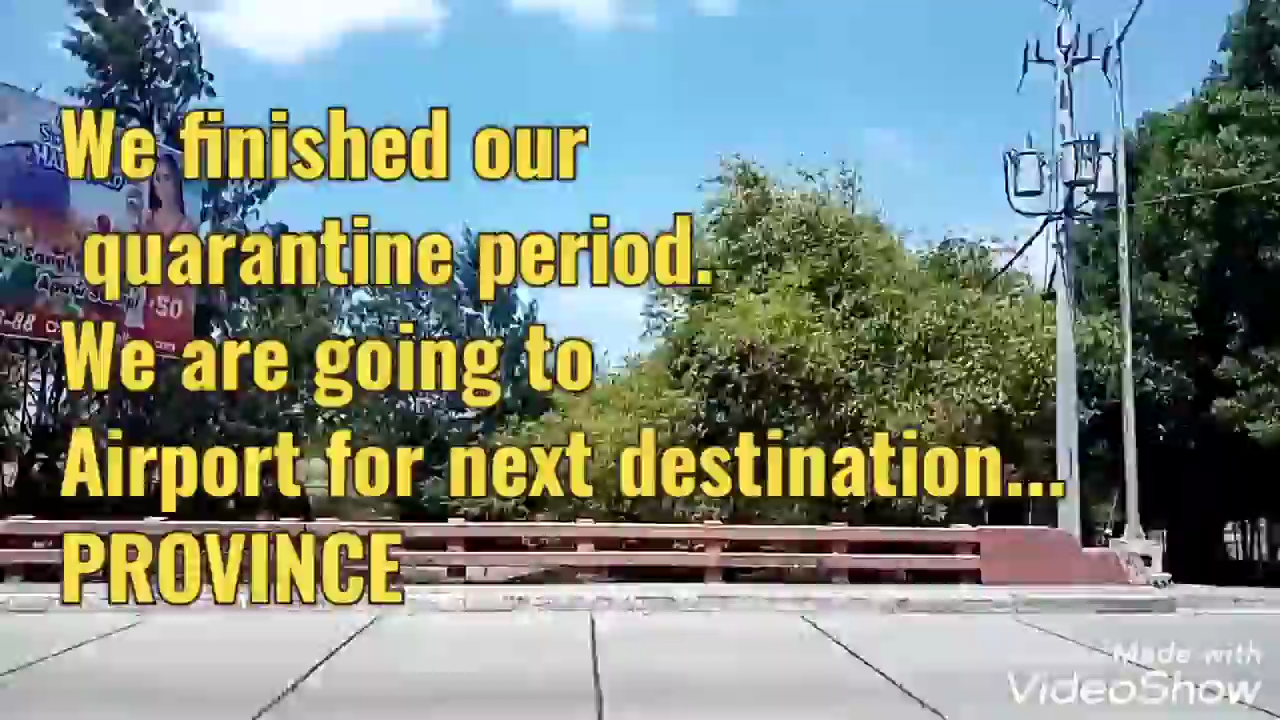 We finished our
quarantine period.
We are going to
Airport for next destination...
PROVINCE
Made with
VideoShow